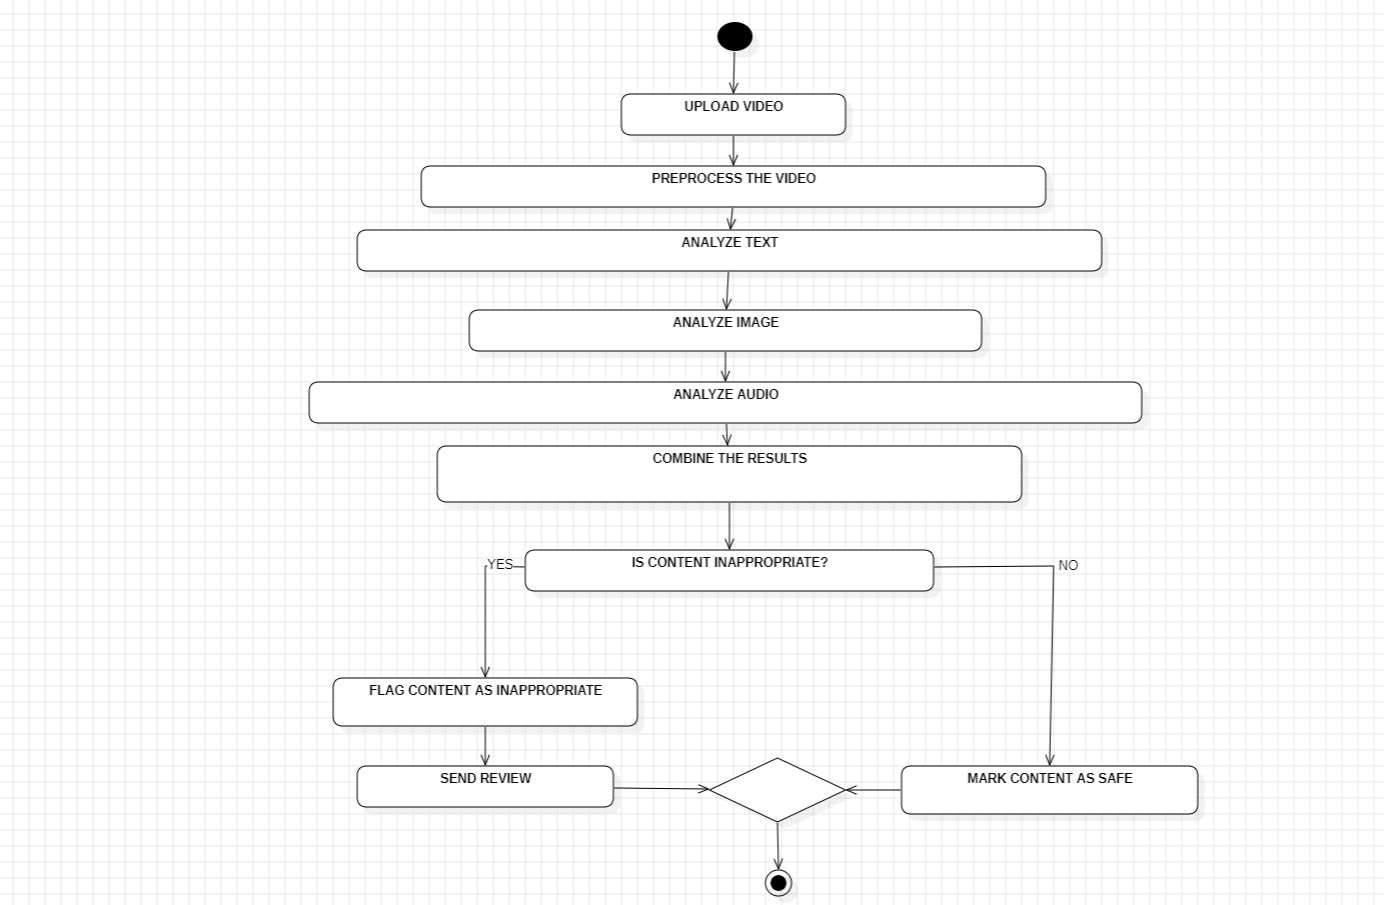 UPLOAD VIDEO
PREPROCESS THE VIDEO
ANALYZE TEXT
ANALYZE IMAGE
ANALYZE AUDIO
COMBINE THE RESULTS
IS CONTENT INAPPROPRIATE?
YES
NO
FLAG CONTENT AS INAPPROPRIATE
SEND REVIEW
MARK CONTENT AS SAFE